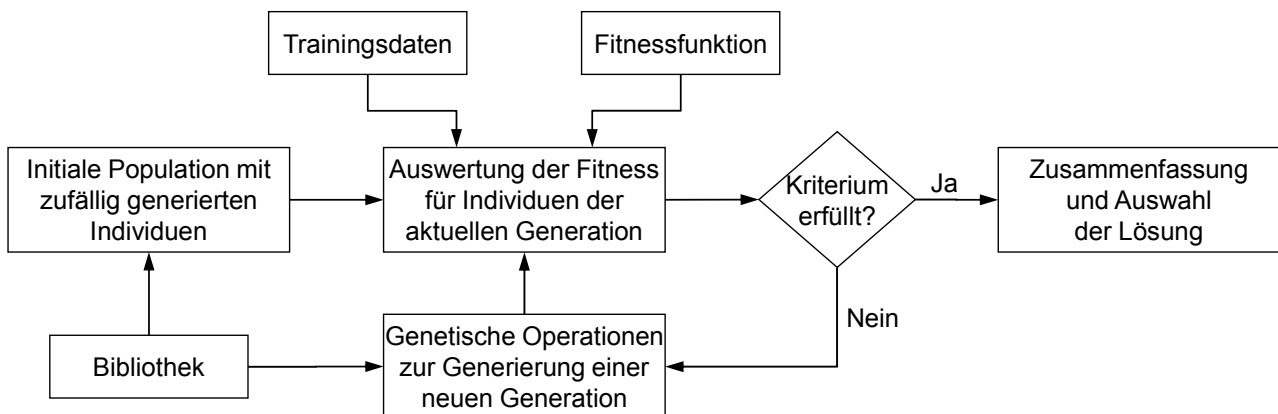 Trainingsdaten
Fitnessfunktion
Initiale Population mit
zufällig generierten
Individuen
Auswertung der Fitness
für Individuen der
aktuellen Generation
Kriterium
erfüllt?
Ja
Zusammenfassung
und Auswahl
der Lösung
Nein
Bibliothek
Genetische Operationen
zur Generierung einer
neuen Generation